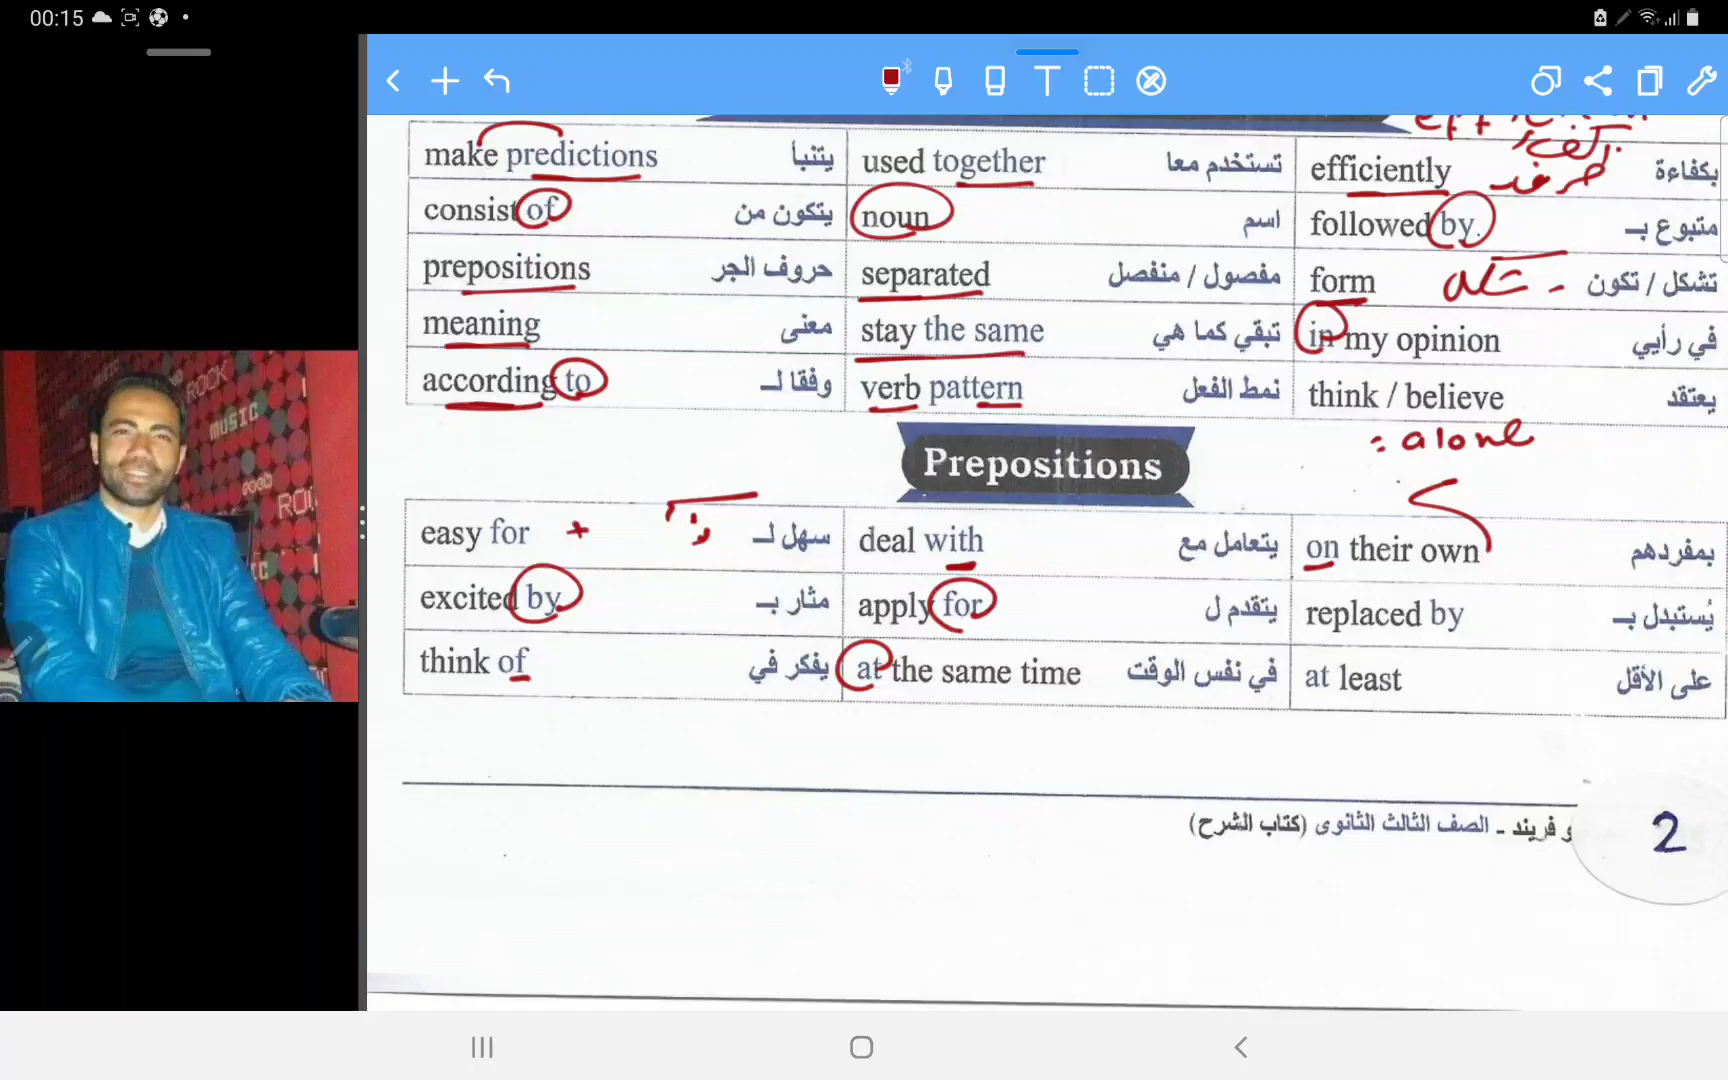 00:15
make predictions يتنبأ used together تستخدم معا efficiently بكفاءة
consist of يتكون من noun اسم followed by. متبوع بـ
prepositions حروف الجر separated مفصول / منفصل form تشكل / تكون
meaning معنى stay the same تبقي كما هي in my opinion في رأيي
according to وفقا لـ verb pattern نمط الفعل think / believe يعتقد
= alone
Prepositions
easy for + سهل لـ deal with يتعامل مع on their own بمفردهم
excited by مثار بـ apply for يتقدم ل replaced by يُستبدل بـ
think of يفكر في at the same time في نفس الوقت at least على الأقل
و فريند - الصف الثالث الثانوى (كتاب الشرح)
2
ROCK
MUSIC
ROC